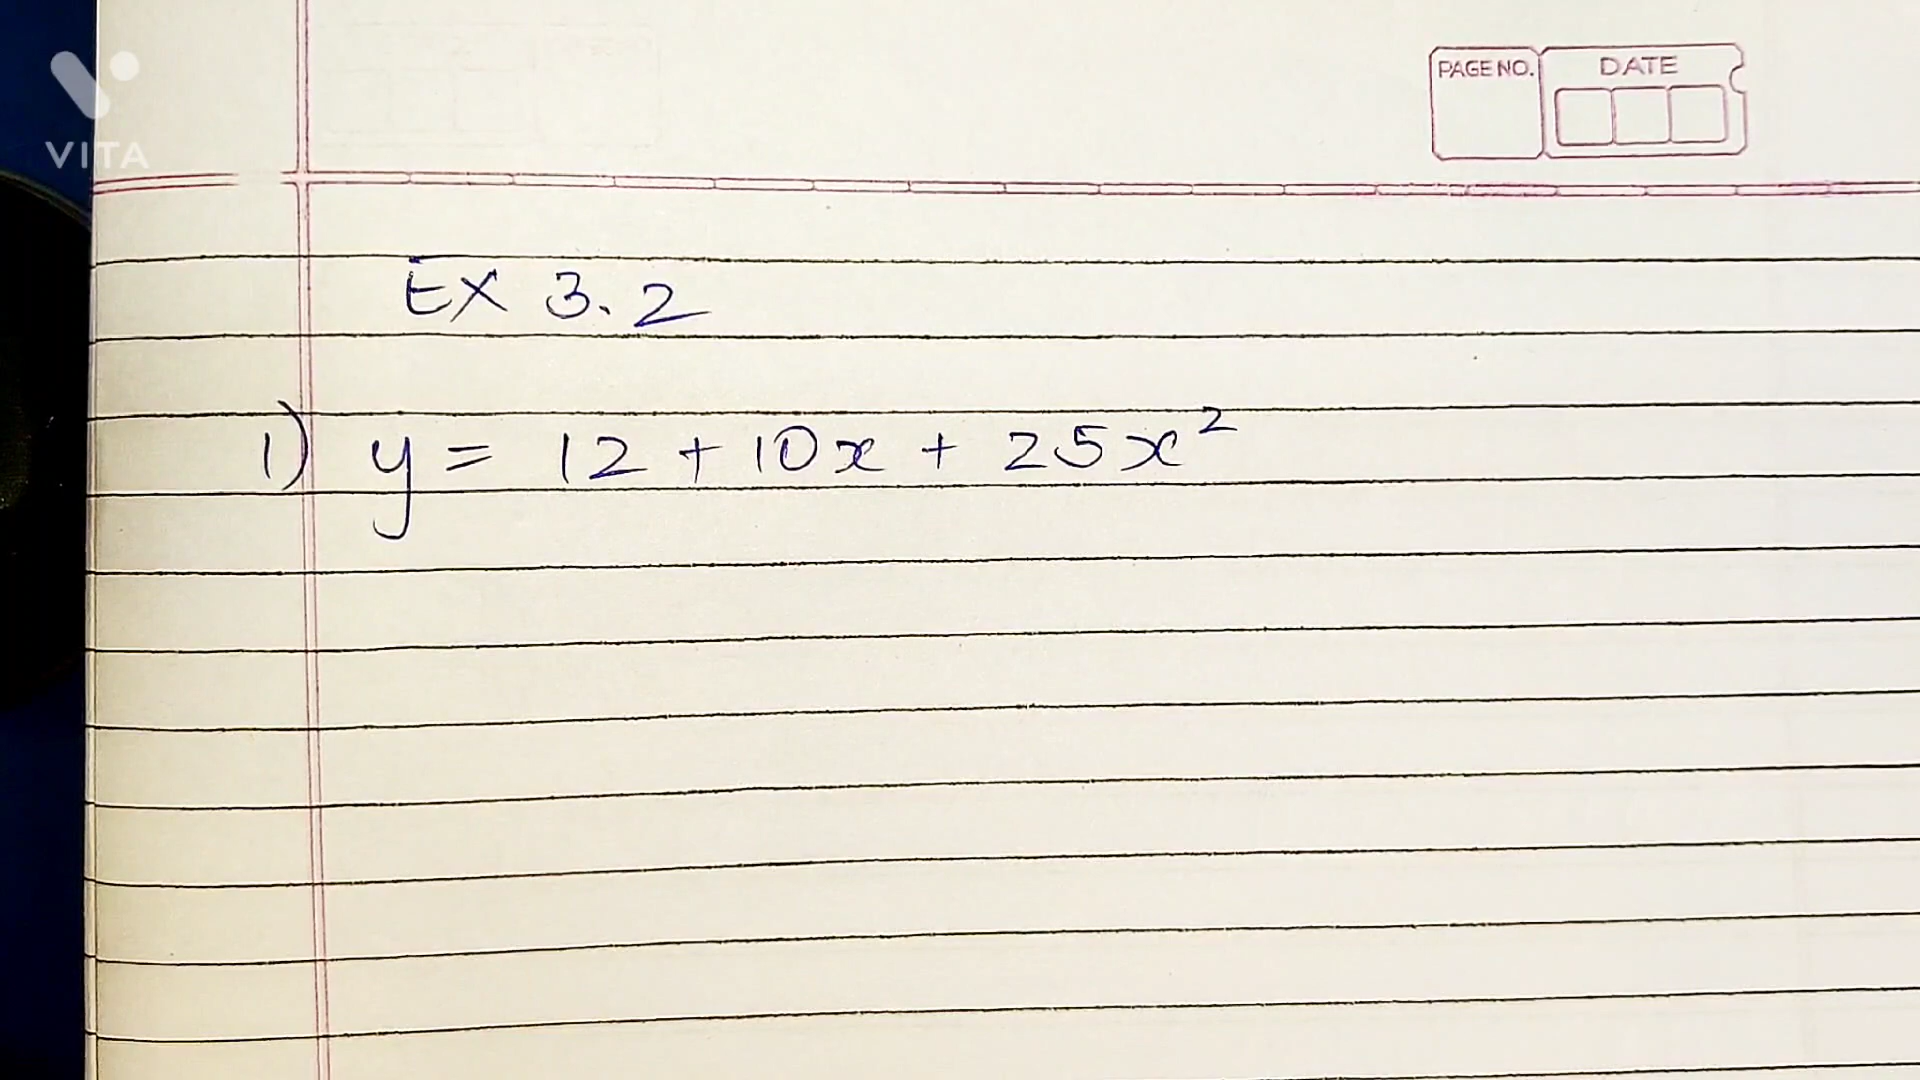 VITA
PAGE NO. DATE
EX 3.2
1) y = 12 + 10x + 25x²